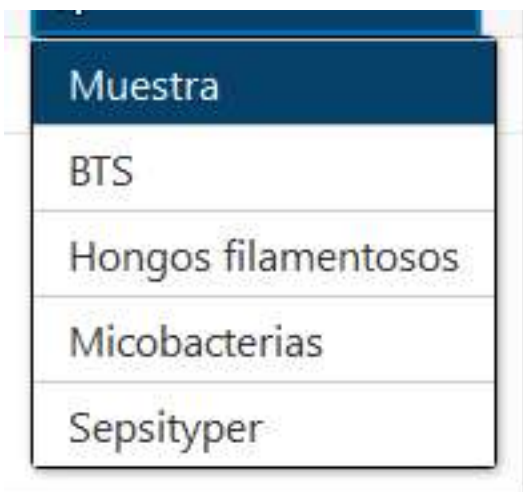 Muestra
BTS
Hongos filamentosos
Micobacterias
Sepsityper